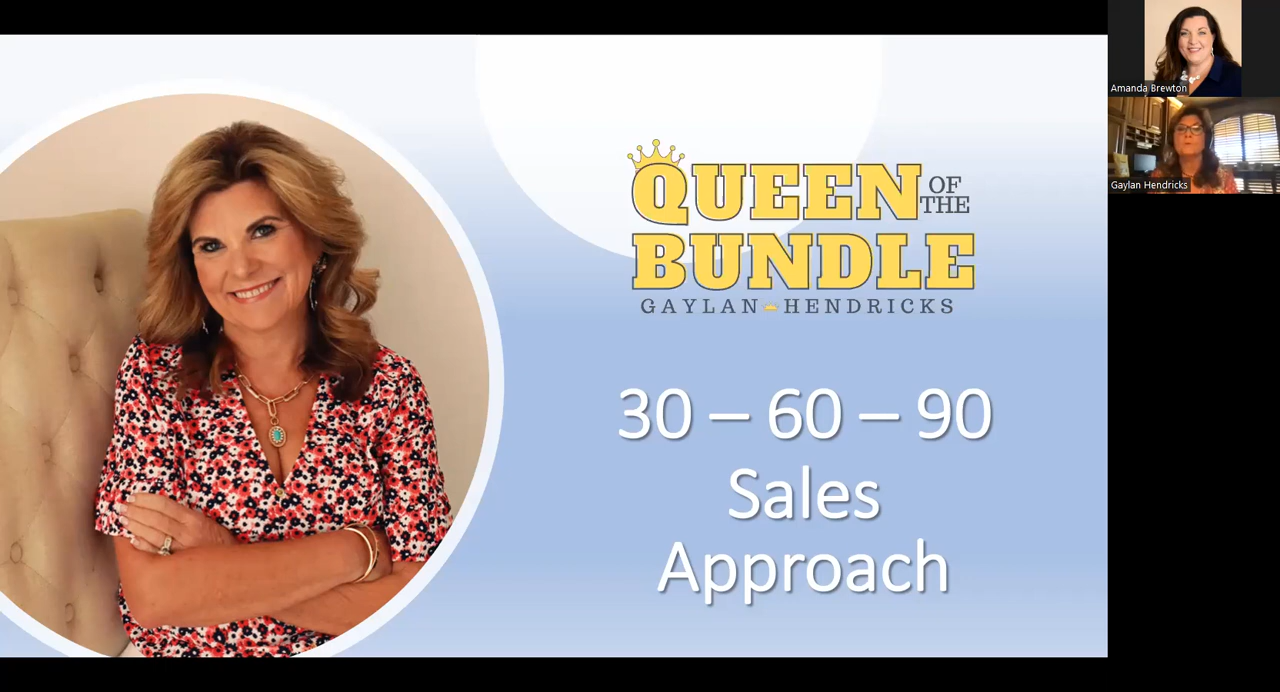 QUEEN OF THE
BUNDLE
GAYLAN HENDRICKS
30 – 60 – 90
Sales
Approach
Amanda Brewton
Gaylan Hendricks